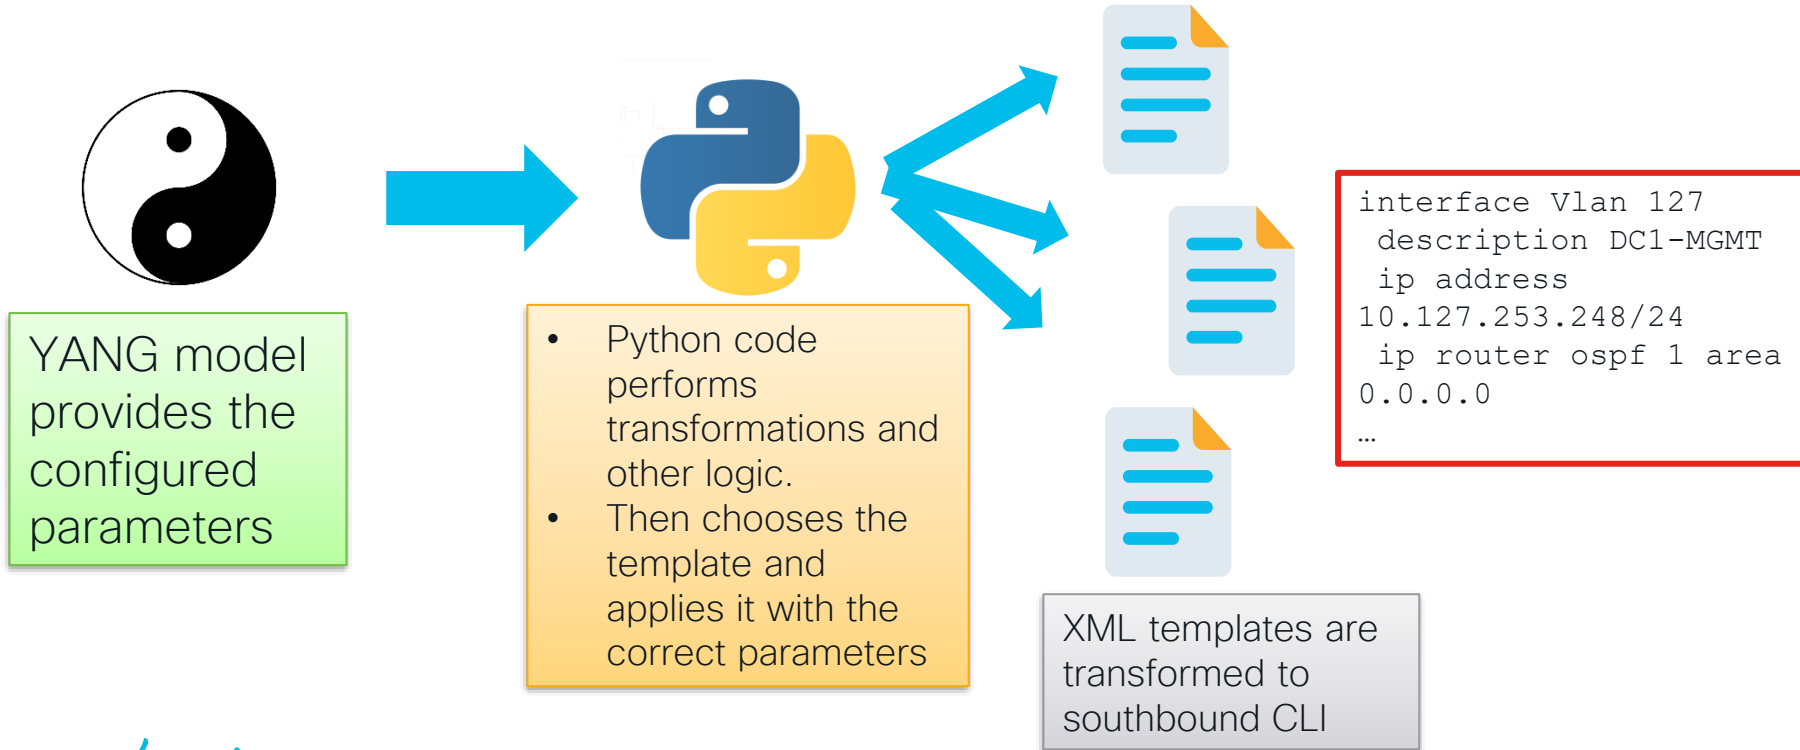 YANG model
provides the
configured
parameters
• Python code
performs
transformations and
other logic.
• Then chooses the
template and
applies it with the
correct parameters
interface Vlan 127
description DC1-MGMT
ip address
10.127.253.248/24
ip router ospf 1 area
0.0.0.0
…
XML templates are
transformed to
southbound CLI